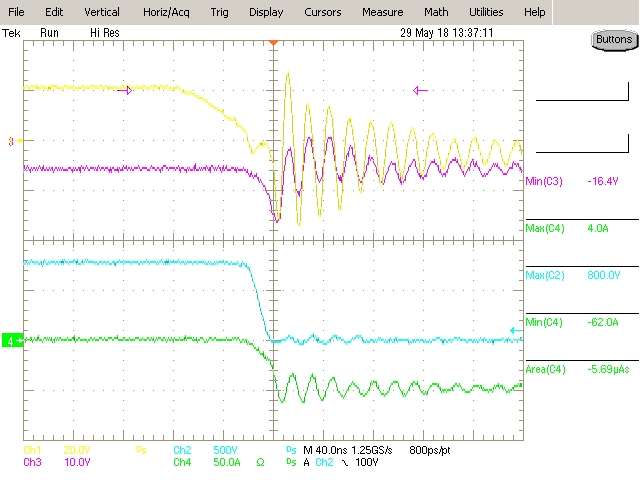 File Edit Vertical Horiz/Acq Trig Display Cursors Measure Math Utilities Help
Tek Run Hi Res 29 May 18 13:37:11 Buttons
3
Min(C3) -16.4V
Max(C4) 4.0A
Max(C2) 800.0V
Min(C4) -62.0A
4
Area(C4) -5.69µAs
Ch1 20.0V Bs Ch2 500V Bs M 40.0ns 1.25GS/s 800ps/pt
Ch3 10.0V Ch4 50.0A Ω Bs A Ch2 100V